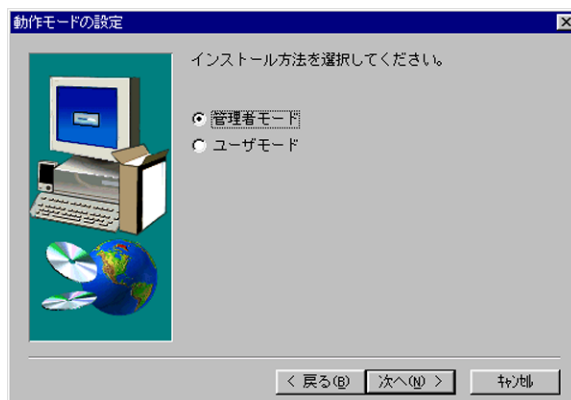 動作モードの設定
インストール方法を選択してください。
管理者モード
ユーザモード
< 戻る(B)
次へ(N) >
ｷｬﾝｾﾙ